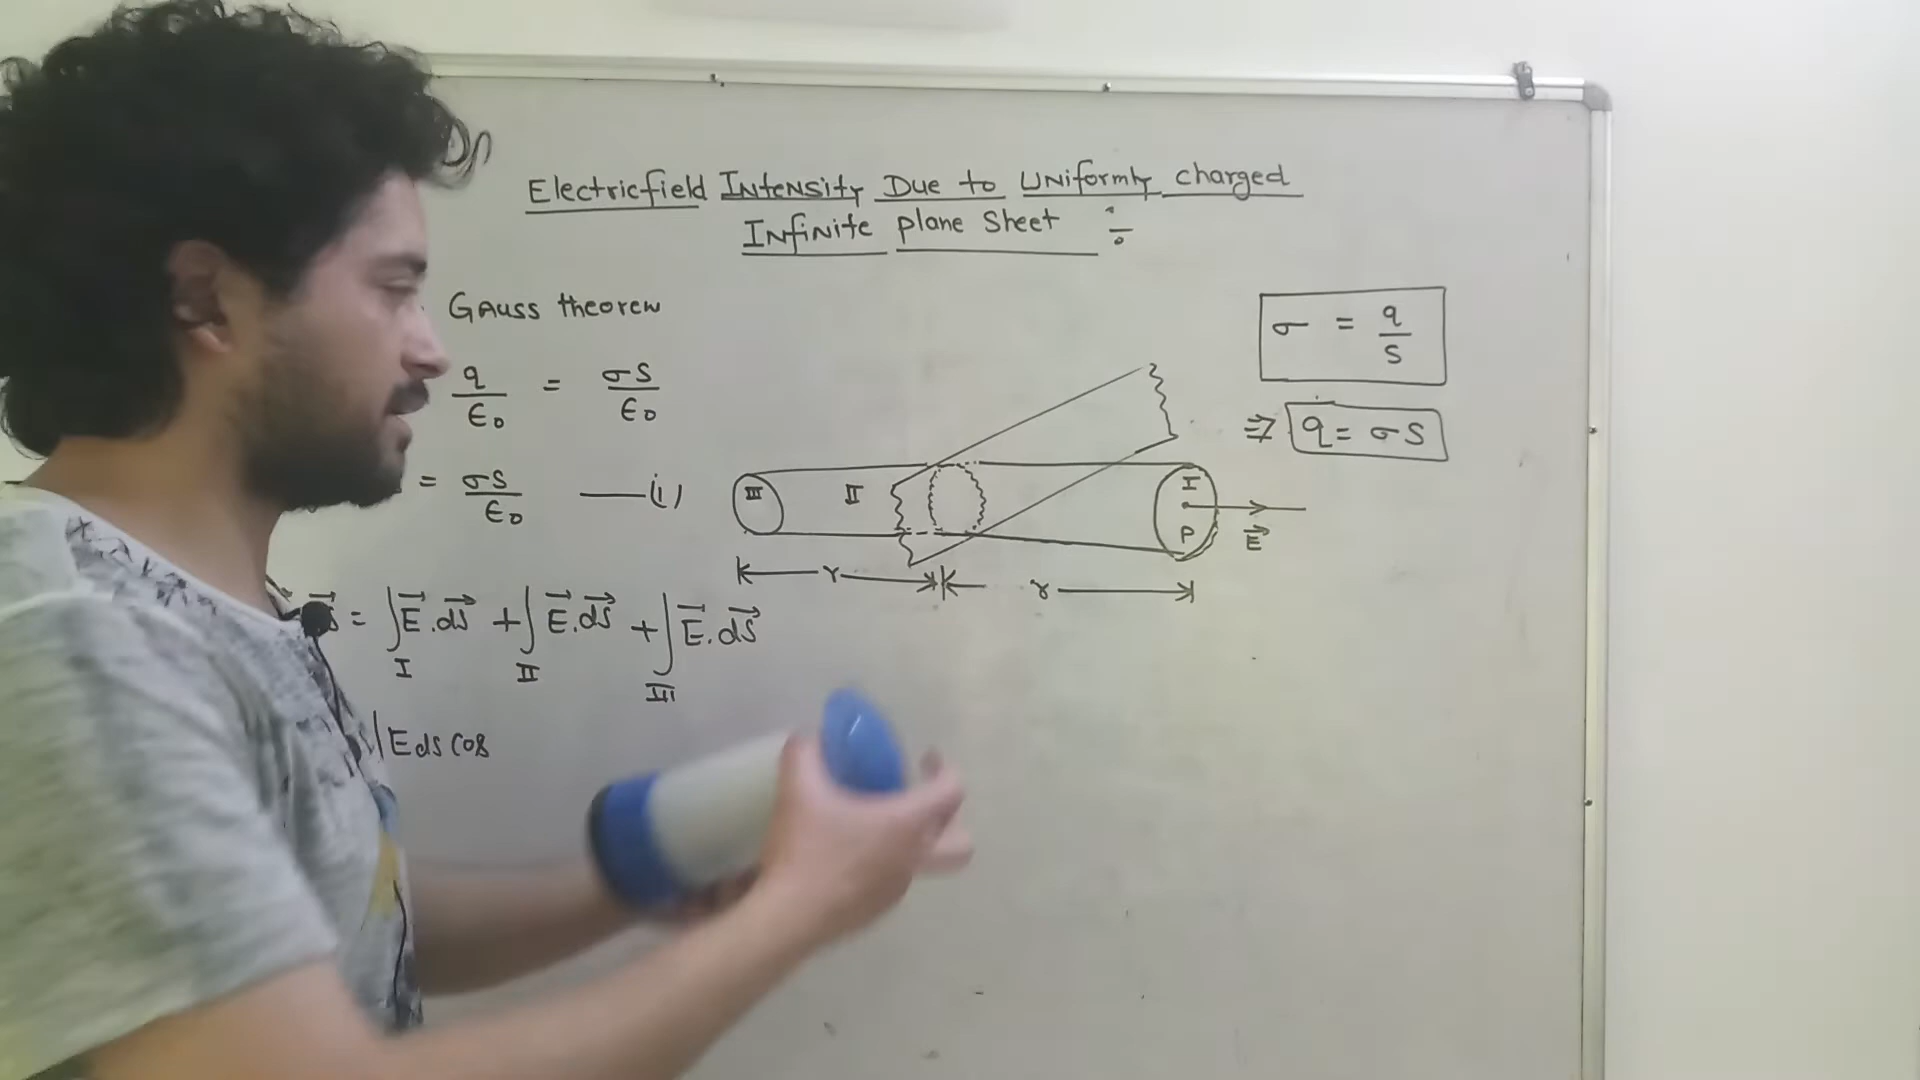 Electricfield Intensity Due to Uniformly charged
Infinite plane Sheet ÷
Gauss theorem
q/ε0 = σS/ε0
= σS/ε0 —(i)
σ = q/S
⇒ q = σS
III II I
P
E⃗
r r
= ∫E⃗.ds⃗ + ∫E⃗.ds⃗ + ∫E⃗.ds⃗
I II III
∫Eds cos